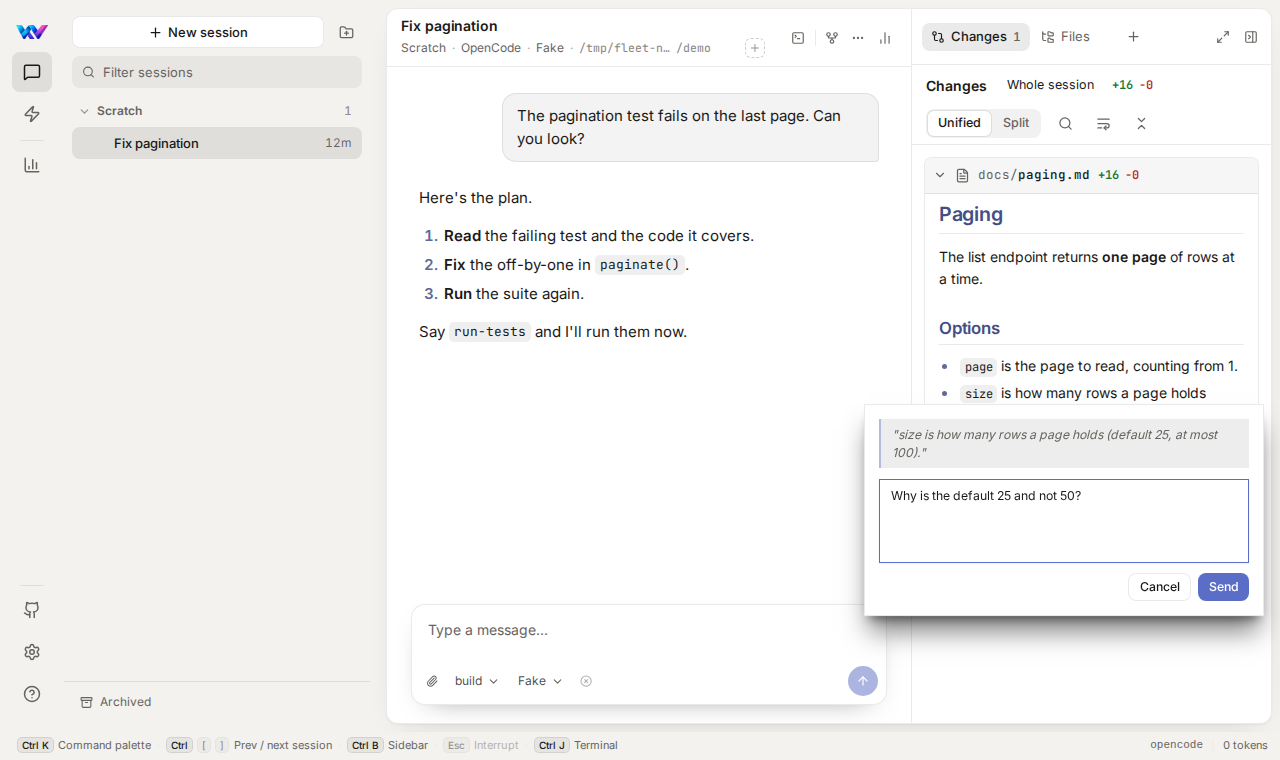 New session
Filter sessions
Scratch 1
Fix pagination 12m
Archived
Fix pagination
Scratch · OpenCode · Fake · /tmp/fleet-n… /demo
The pagination test fails on the last page. Can
you look?
Here's the plan.
1. Read the failing test and the code it covers.
2. Fix the off-by-one in paginate().
3. Run the suite again.
Say run-tests and I'll run them now.
Type a message...
build Fake
Changes 1 Files
Changes Whole session +16 -0
Unified Split
docs/paging.md +16 -0
Paging
The list endpoint returns one page of rows at
a time.
Options
page is the page to read, counting from 1.
size is how many rows a page holds
"size is how many rows a page holds (default 25, at most
100)."
Why is the default 25 and not 50?
Cancel Send
Ctrl K Command palette Ctrl [ ] Prev / next session Ctrl B Sidebar Esc Interrupt Ctrl J Terminal opencode 0 tokens